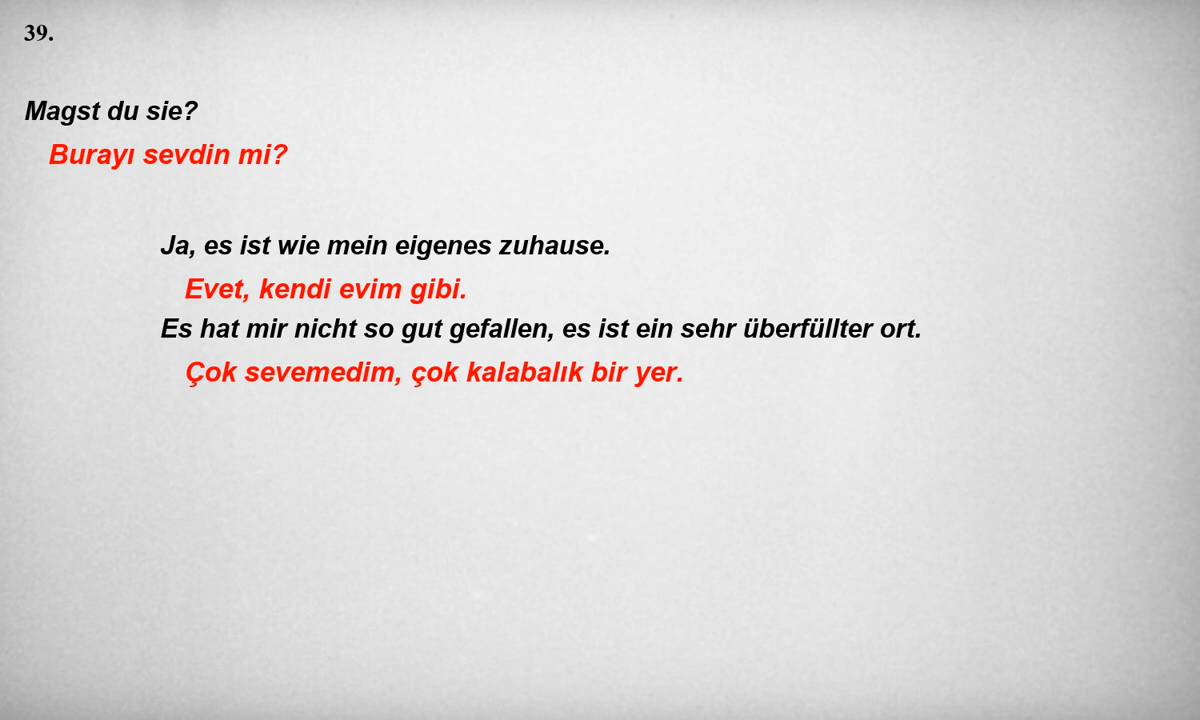 39.
Magst du sie?
Burayı sevdin mi?
Ja, es ist wie mein eigenes zuhause.
Evet, kendi evim gibi.
Es hat mir nicht so gut gefallen, es ist ein sehr überfüllter ort.
Çok sevemedim, çok kalabalık bir yer.